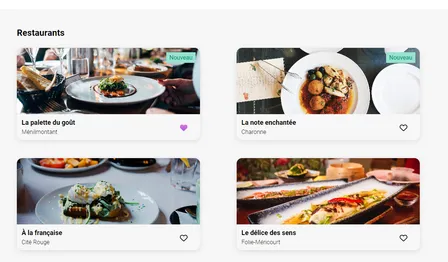 Restaurants
Nouveau
La palette du goût
Ménilmontant
Nouveau
La note enchantée
Charonne
À la française
Cité Rouge
Le délice des sens
Folie-Méricourt